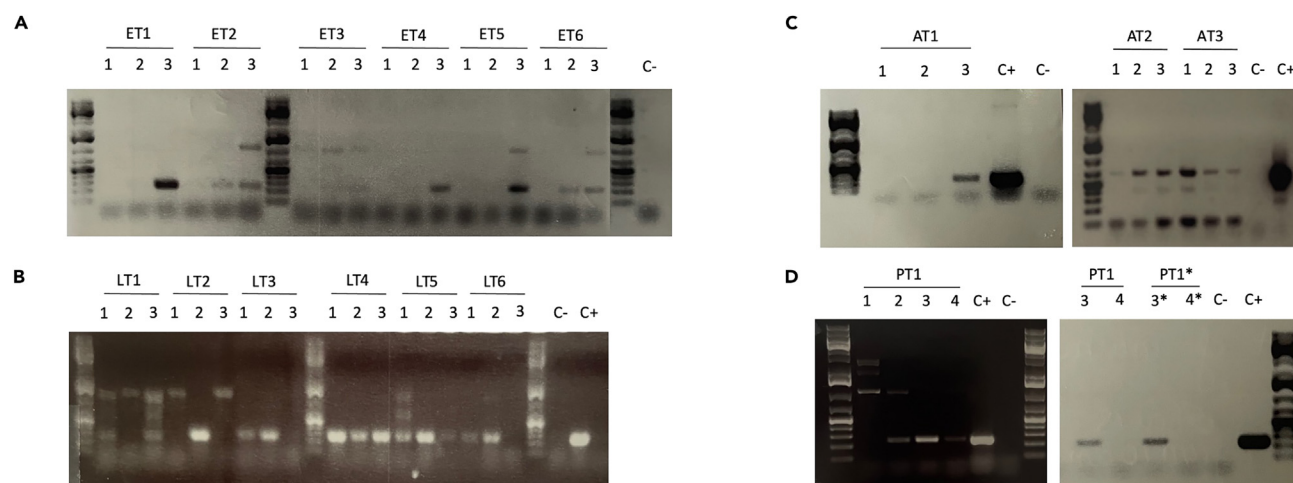 A
ET1 ET2 ET3 ET4 ET5 ET6
1 2 3 1 2 3 1 2 3 1 2 3 1 2 3 1 2 3 C-
B
LT1 LT2 LT3 LT4 LT5 LT6
1 2 3 1 2 3 1 2 3 1 2 3 1 2 3 1 2 3 C- C+
C
AT1
1 2 3 C+ C-
AT2 AT3
1 2 3 1 2 3 C- C+
D
PT1
1 2 3 4 C+ C-
PT1 PT1*
3 4 3* 4* C- C+